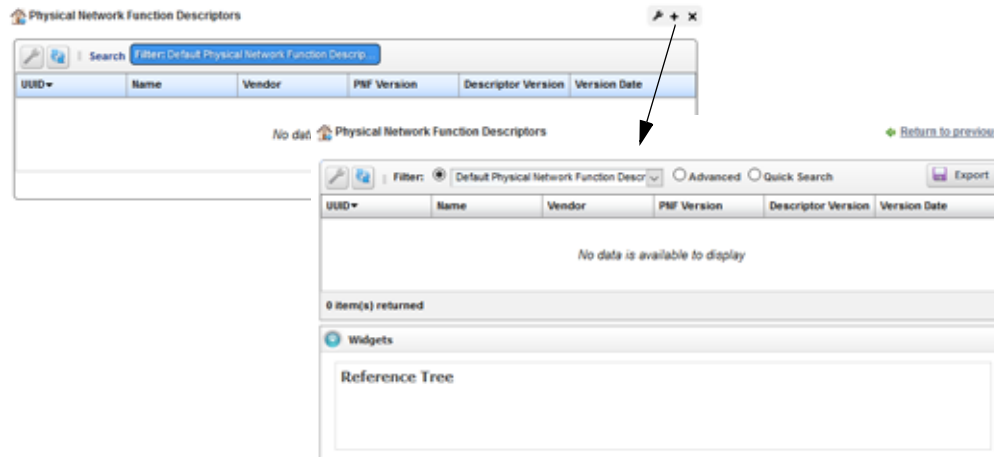 Physical Network Function Descriptors
Search Filter: Default Physical Network Function Descrip...
UUID Name Vendor PNF Version Descriptor Version Version Date
No dat
Physical Network Function Descriptors Return to previou
Filter: Default Physical Network Function Descr Advanced Quick Search Export
UUID Name Vendor PNF Version Descriptor Version Version Date
No data is available to display
0 item(s) returned
Widgets
Reference Tree